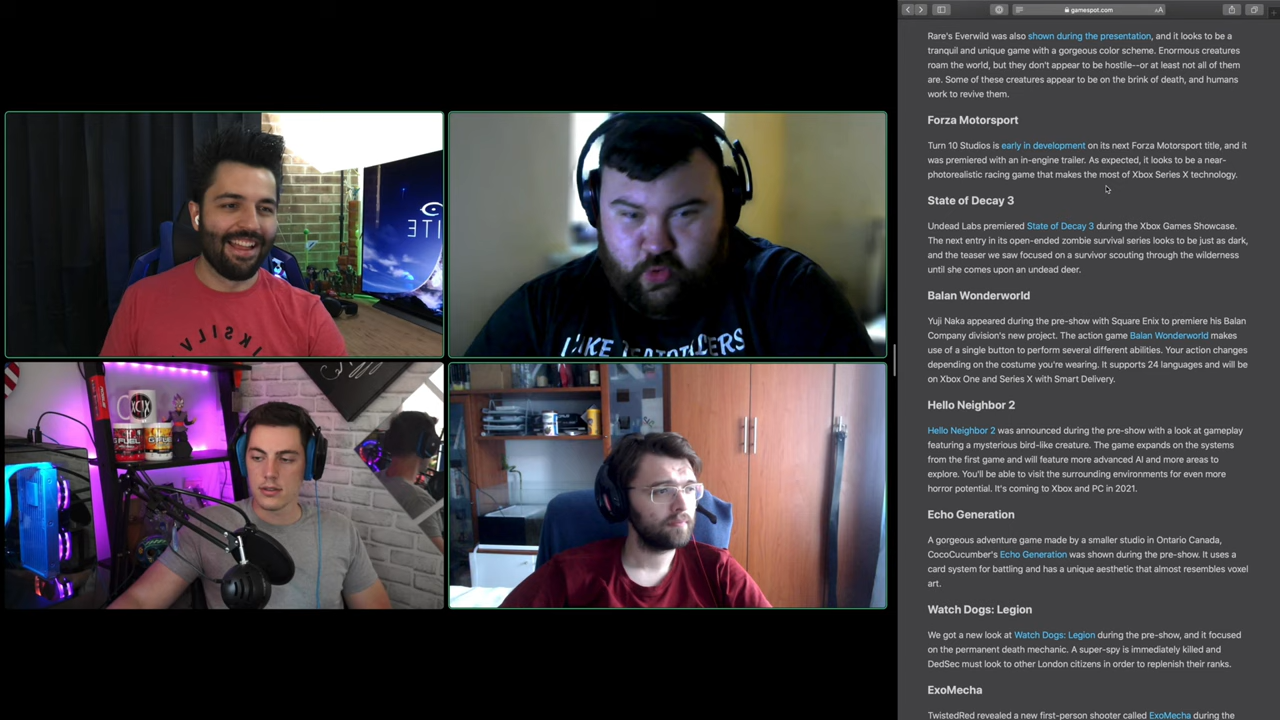 gamespot.com
AA
Rare's Everwild was also shown during the presentation, and it looks to be a
tranquil and unique game with a gorgeous color scheme. Enormous creatures
roam the world, but they don't appear to be hostile--or at least not all of them
are. Some of these creatures appear to be on the brink of death, and humans
work to revive them.
Forza Motorsport
Turn 10 Studios is early in development on its next Forza Motorsport title, and it
was premiered with an in-engine trailer. As expected, it looks to be a near-
photorealistic racing game that makes the most of Xbox Series X technology.
State of Decay 3
Undead Labs premiered State of Decay 3 during the Xbox Games Showcase.
The next entry in its open-ended zombie survival series looks to be just as dark,
and the teaser we saw focused on a survivor scouting through the wilderness
until she comes upon an undead deer.
Balan Wonderworld
Yuji Naka appeared during the pre-show with Square Enix to premiere his Balan
Company division's new project. The action game Balan Wonderworld makes
use of a single button to perform several different abilities. Your action changes
depending on the costume you're wearing. It supports 24 languages and will be
on Xbox One and Series X with Smart Delivery.
Hello Neighbor 2
Hello Neighbor 2 was announced during the pre-show with a look at gameplay
featuring a mysterious bird-like creature. The game expands on the systems
from the first game and will feature more advanced AI and more areas to
explore. You'll be able to visit the surrounding environments for even more
horror potential. It's coming to Xbox and PC in 2021.
Echo Generation
A gorgeous adventure game made by a smaller studio in Ontario Canada,
CocoCucumber's Echo Generation was shown during the pre-show. It uses a
card system for battling and has a unique aesthetic that almost resembles voxel
art.
Watch Dogs: Legion
We got a new look at Watch Dogs: Legion during the pre-show, and it focused
on the permanent death mechanic. A super-spy is immediately killed and
DedSec must look to other London citizens in order to replenish their ranks.
ExoMecha
TwistedRed revealed a new first-person shooter called ExoMecha during the